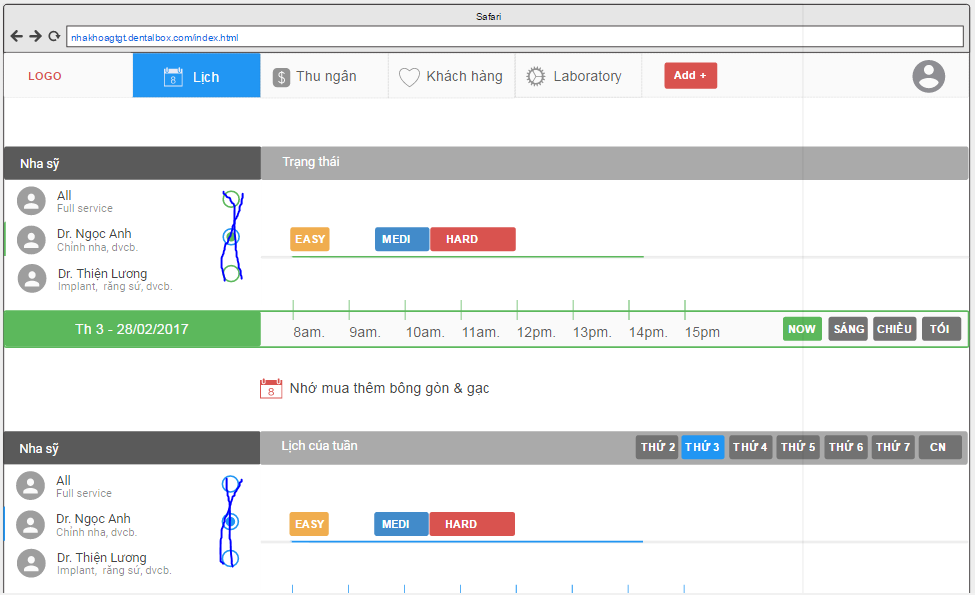 Safari
nhakhoagtgt.dentalbox.com/index.html
LOGO
8 Lịch
$ Thu ngân
Khách hàng
Laboratory
Add +
Nha sỹ
Trạng thái
All
Full service
Dr. Ngọc Anh
Chỉnh nha, dvcb.
Dr. Thiện Lương
Implant, răng sứ, dvcb.
EASY MEDI HARD
Th 3 - 28/02/2017
8am. 9am. 10am. 11am. 12pm. 13pm. 14pm. 15pm
NOW SÁNG CHIỀU TỐI
8 Nhớ mua thêm bông gòn & gạc
Nha sỹ
Lịch của tuần
THỨ 2 THỨ 3 THỨ 4 THỨ 5 THỨ 6 THỨ 7 CN
All
Full service
Dr. Ngọc Anh
Chỉnh nha, dvcb.
Dr. Thiện Lương
Implant, răng sứ, dvcb.
EASY MEDI HARD